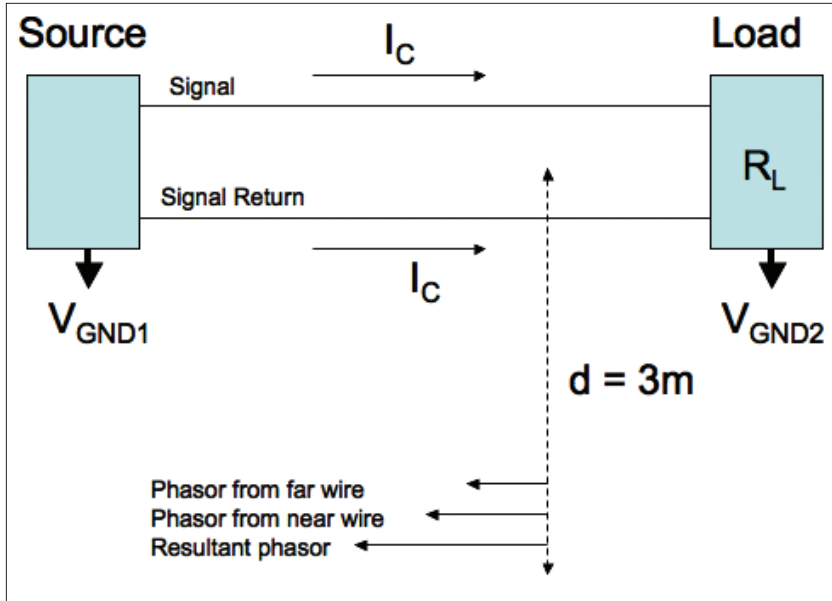 Source
Load
I_C
Signal
R_L
Signal Return
I_C
V_GND1
V_GND2
d = 3m
Phasor from far wire
Phasor from near wire
Resultant phasor